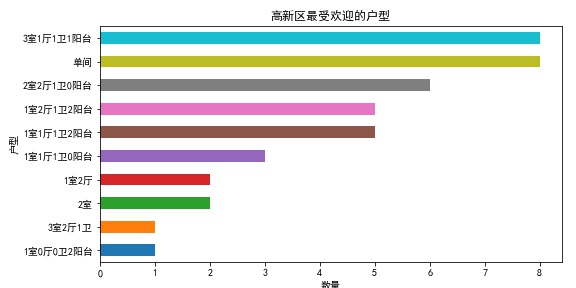 高新区最受欢迎的户型
3室1厅1卫1阳台
单间
2室2厅1卫0阳台
1室2厅1卫2阳台
1室1厅1卫2阳台
1室1厅1卫0阳台
1室2厅
2室
3室2厅1卫
1室0厅0卫2阳台
户型
0 1 2 3 4 5 6 7 8
数量